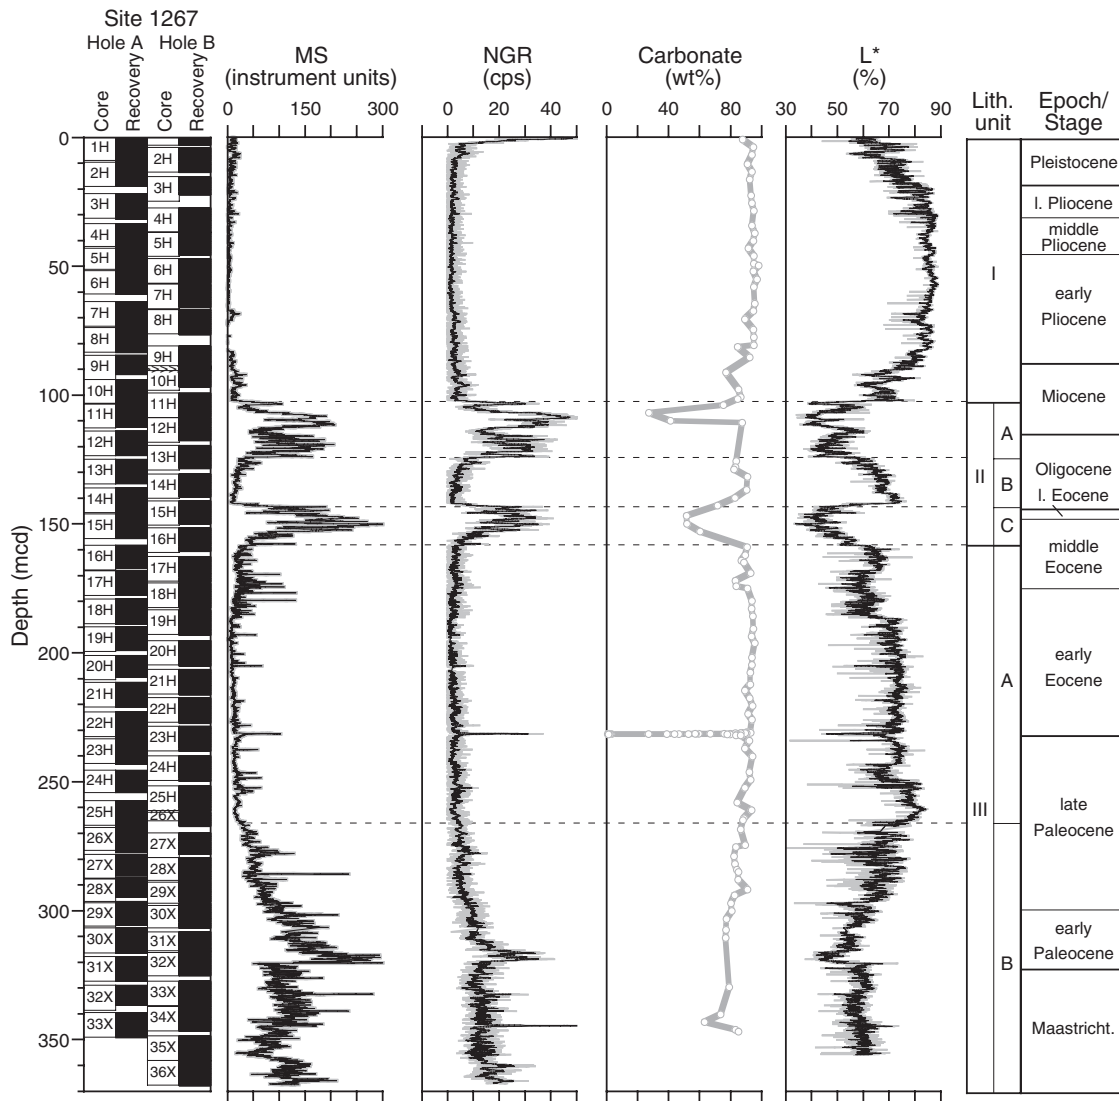 Site 1267
Hole A Hole B
Core
Recovery
Core
Recovery
MS
(instrument units)
NGR
(cps)
Carbonate
(wt%)
L*
(%)
Lith.
unit
Epoch/
Stage
0 150 300
0 20 40
0 40 80
30 50 70 90
Depth (mcd)
0
50
100
150
200
250
300
350
1H
2H
3H
4H
5H
6H
7H
8H
9H
10H
11H
12H
13H
14H
15H
16H
17H
18H
19H
20H
21H
22H
23H
24H
25H
26X
27X
28X
29X
30X
31X
32X
33X
2H
3H
4H
5H
6H
7H
8H
9H
10H
11H
12H
13H
14H
15H
16H
17H
18H
19H
20H
21H
22H
23H
24H
25H
26X
27X
28X
29X
30X
31X
32X
33X
34X
35X
36X
I
II
A
B
C
III
A
B
Pleistocene
l. Pliocene
middle
Pliocene
early
Pliocene
Miocene
Oligocene
l. Eocene
middle
Eocene
early
Eocene
late
Paleocene
early
Paleocene
Maastricht.